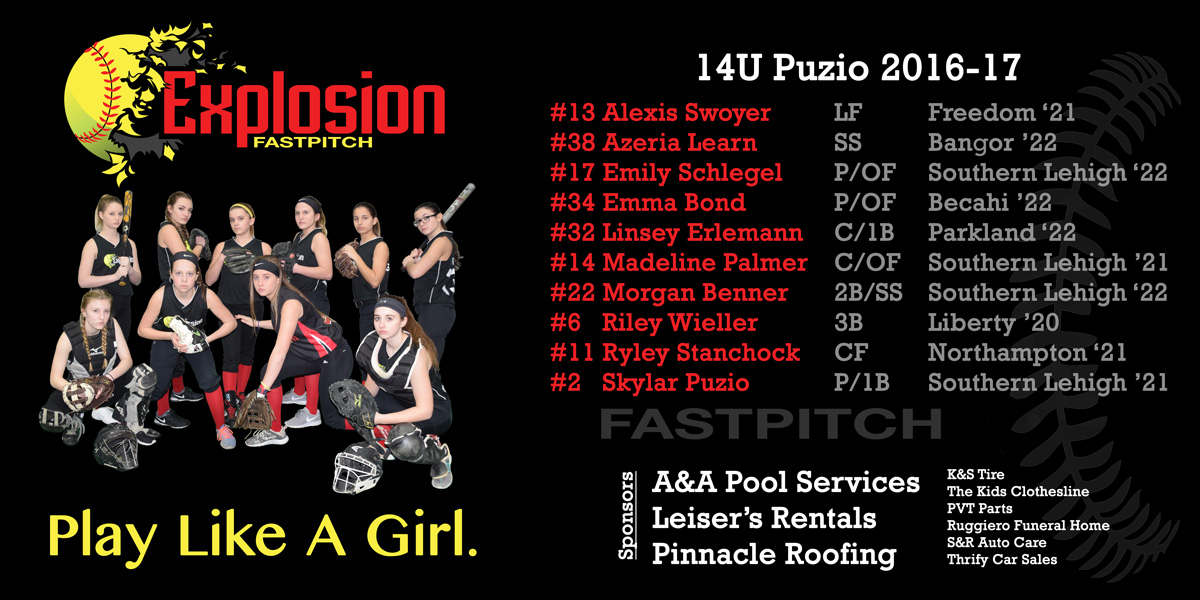 Explosion
FASTPITCH
Play Like A Girl.
14U Puzio 2016-17
#13 Alexis Swoyer LF Freedom ‘21
#38 Azeria Learn SS Bangor ’22
#17 Emily Schlegel P/OF Southern Lehigh ‘22
#34 Emma Bond P/OF Becahi ’22
#32 Linsey Erlemann C/1B Parkland ‘22
#14 Madeline Palmer C/OF Southern Lehigh ’21
#22 Morgan Benner 2B/SS Southern Lehigh ‘22
#6 Riley Wieller 3B Liberty ’20
#11 Ryley Stanchock CF Northampton ‘21
#2 Skylar Puzio P/1B Southern Lehigh ‘21
FASTPITCH
Sponsors
A&A Pool Services
Leiser’s Rentals
Pinnacle Roofing
K&S Tire
The Kids Clothesline
PVT Parts
Ruggiero Funeral Home
S&R Auto Care
Thrify Car Sales